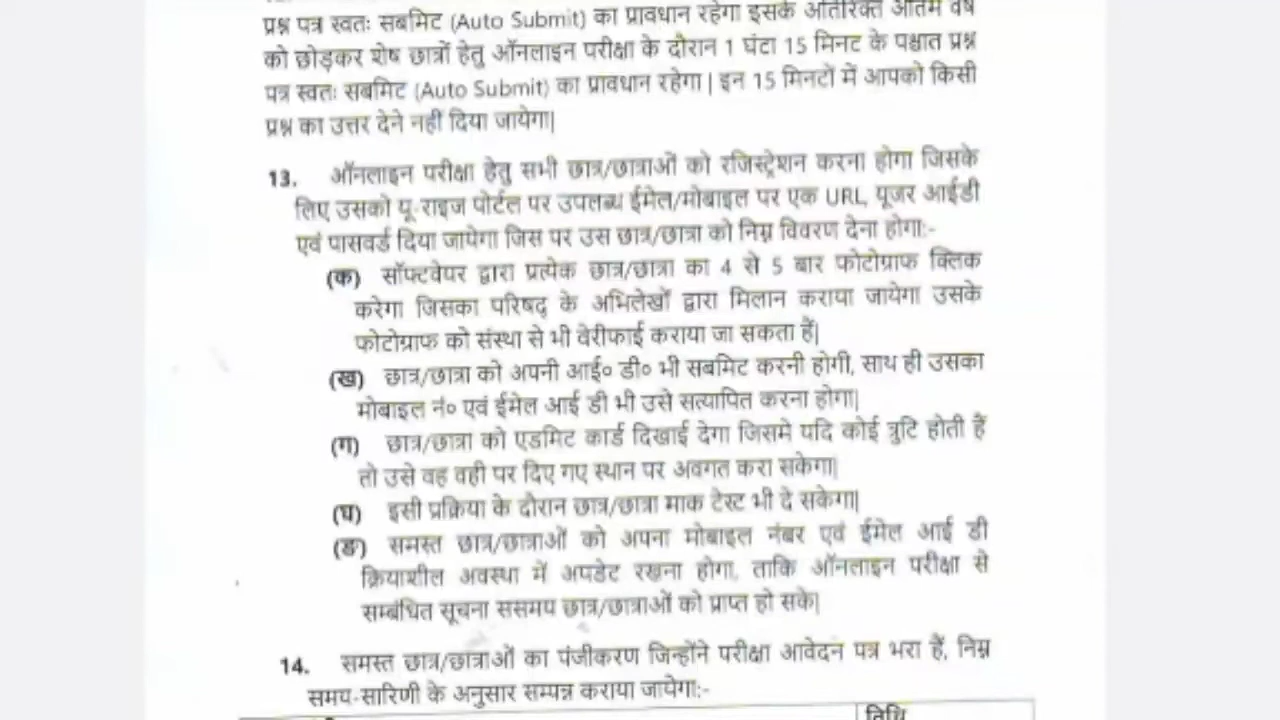 प्रश्न पत्र स्वतः सबमिट (Auto Submit) का प्रावधान रहेगा इसके अतिरिक्त अंतिम वर्ष
को छोड़कर शेष छात्रों हेतु ऑनलाइन परीक्षा के दौरान 1 घंटा 15 मिनट के पश्चात प्रश्न
पत्र स्वतः सबमिट (Auto Submit) का प्रावधान रहेगा| इन 15 मिनटों में आपको किसी
प्रश्न का उत्तर देने नहीं दिया जायेगा|
13. ऑनलाइन परीक्षा हेतु सभी छात्र/छात्राओं को रजिस्ट्रेशन करना होगा जिसके
लिए उसको यू-राइज पोर्टल पर उपलब्ध ईमेल/मोबाइल पर एक URL, यूजर आईडी
एवं पासवर्ड दिया जायेगा जिस पर उस छात्र/छात्रा को निम्न विवरण देना होगा:-
(क) सॉफ्टवेयर द्वारा प्रत्येक छात्र/छात्रा का 4 से 5 बार फोटोग्राफ क्लिक
करेगा जिसका परिषद् के अभिलेखों द्वारा मिलान कराया जायेगा उसके
फोटोग्राफ को संस्था से भी वेरीफाई कराया जा सकता हैं|
(ख) छात्र/छात्रा को अपनी आई० डी० भी सबमिट करनी होगी, साथ ही उसका
मोबाइल नं० एवं ईमेल आई डी भी उसे सत्यापित करना होगा|
(ग) छात्र/छात्रा को एडमिट कार्ड दिखाई देगा जिसमे यदि कोई त्रुटि होती हैं
तो उसे वह वही पर दिए गए स्थान पर अवगत करा सकेगा|
(घ) इसी प्रक्रिया के दौरान छात्र/छात्रा माक टेस्ट भी दे सकेगा|
(ङ) समस्त छात्र/छात्राओं को अपना मोबाइल नंबर एवं ईमेल आई डी
क्रियाशील अवस्था में अपडेट रखना होगा, ताकि ऑनलाइन परीक्षा से
सम्बंधित सूचना ससमय छात्र/छात्राओं को प्राप्त हो सके|
14. समस्त छात्र/छात्राओं का पंजीकरण जिन्होंने परीक्षा आवेदन पत्र भरा हैं, निम्न
समय-सारिणी के अनुसार सम्पन्न कराया जायेगा:-
तिथि